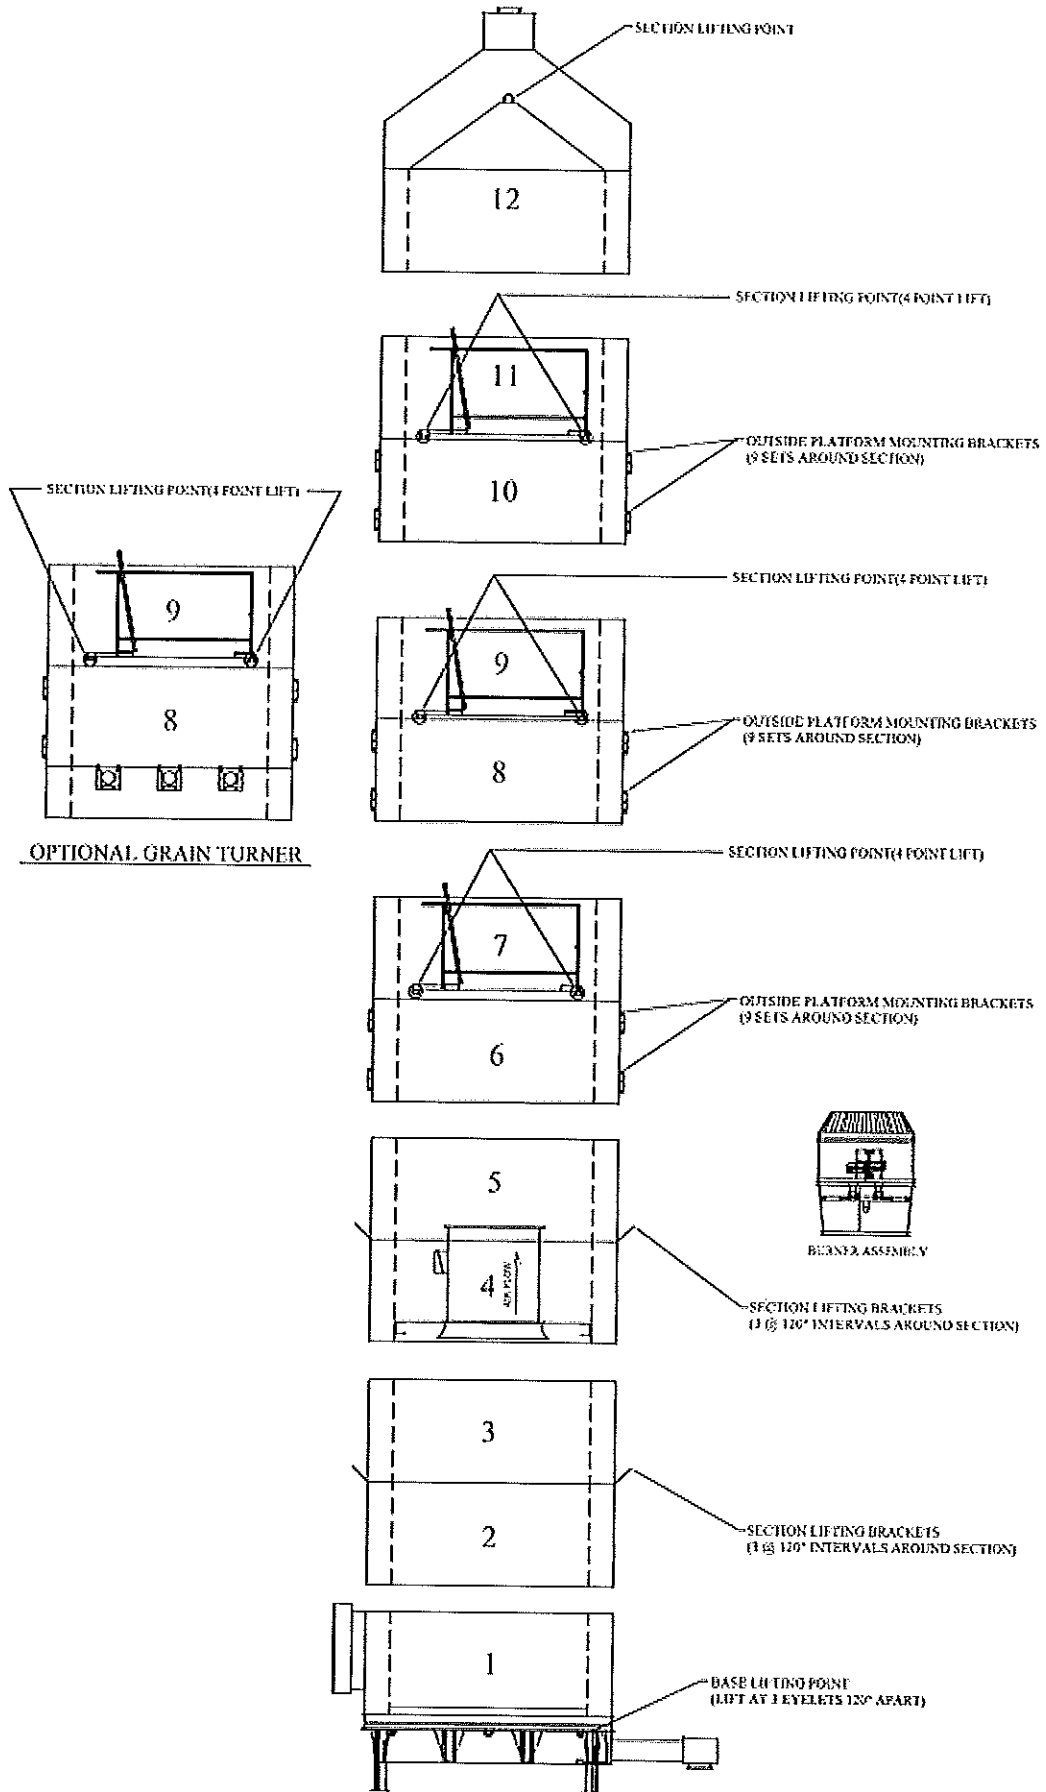 SECTION LIFTING POINT
12
SECTION LIFTING POINT(4 POINT LIFT)
11
OUTSIDE PLATFORM MOUNTING BRACKETS
(9 SETS AROUND SECTION)
10
SECTION LIFTING POINT(4 POINT LIFT)
9
8
OPTIONAL GRAIN TURNER
SECTION LIFTING POINT(4 POINT LIFT)
9
OUTSIDE PLATFORM MOUNTING BRACKETS
(9 SETS AROUND SECTION)
8
SECTION LIFTING POINT(4 POINT LIFT)
7
OUTSIDE PLATFORM MOUNTING BRACKETS
(9 SETS AROUND SECTION)
6
5
BURNER ASSEMBLY
4
AIR FLOW
SECTION LIFTING BRACKETS
(3 @ 120° INTERVALS AROUND SECTION)
3
SECTION LIFTING BRACKETS
(3 @ 120° INTERVALS AROUND SECTION)
2
1
BASE LIFTING POINT
(LIFT AT 3 EYELETS 120° APART)